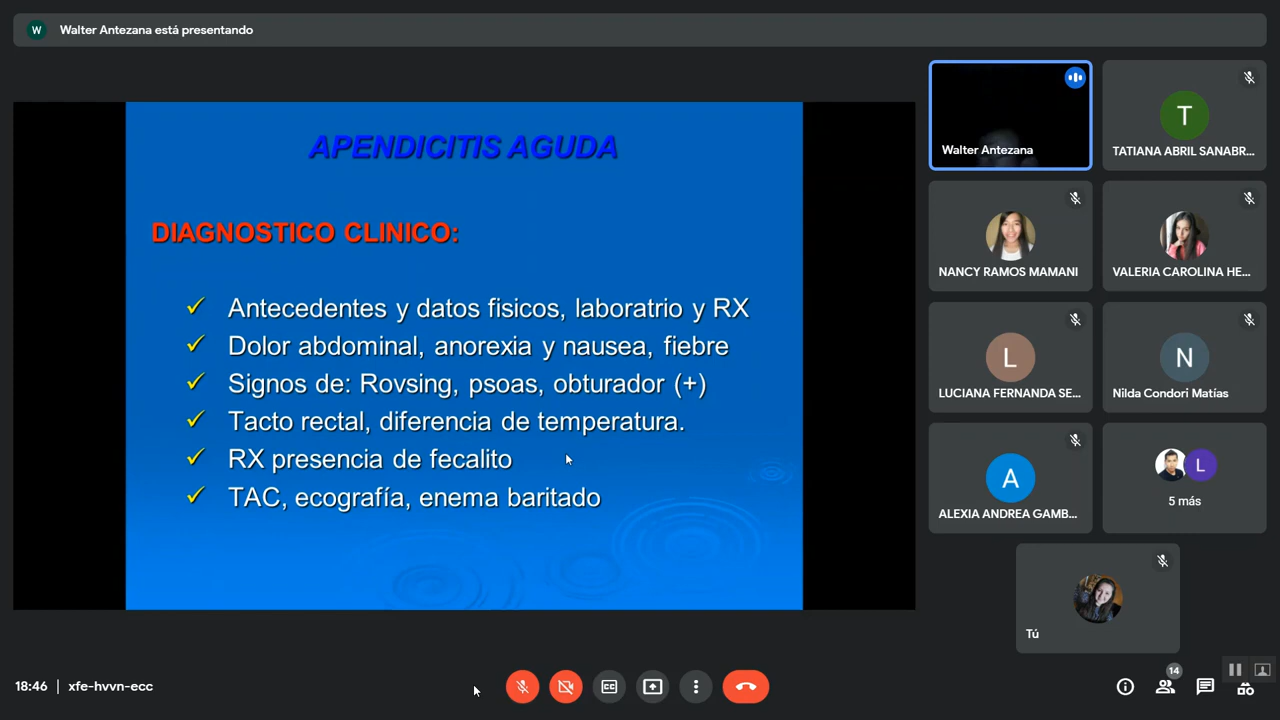 W Walter Antezana está presentando
APENDICITIS AGUDA
DIAGNOSTICO CLINICO:
Antecedentes y datos fisicos, laboratrio y RX
Dolor abdominal, anorexia y nausea, fiebre
Signos de: Rovsing, psoas, obturador (+)
Tacto rectal, diferencia de temperatura.
RX presencia de fecalito
TAC, ecografía, enema baritado
Walter Antezana
T
TATIANA ABRIL SANABR...
NANCY RAMOS MAMANI
VALERIA CAROLINA HE...
L
LUCIANA FERNANDA SE...
N
Nilda Condori Matías
A
ALEXIA ANDREA GAMB...
L
5 más
Tú
18:46 | xfe-hvvn-ecc
CC
14